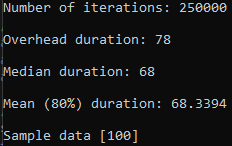 Number of iterations: 250000
Overhead duration: 78
Median duration: 68
Mean (80%) duration: 68.3394
Sample data [100]